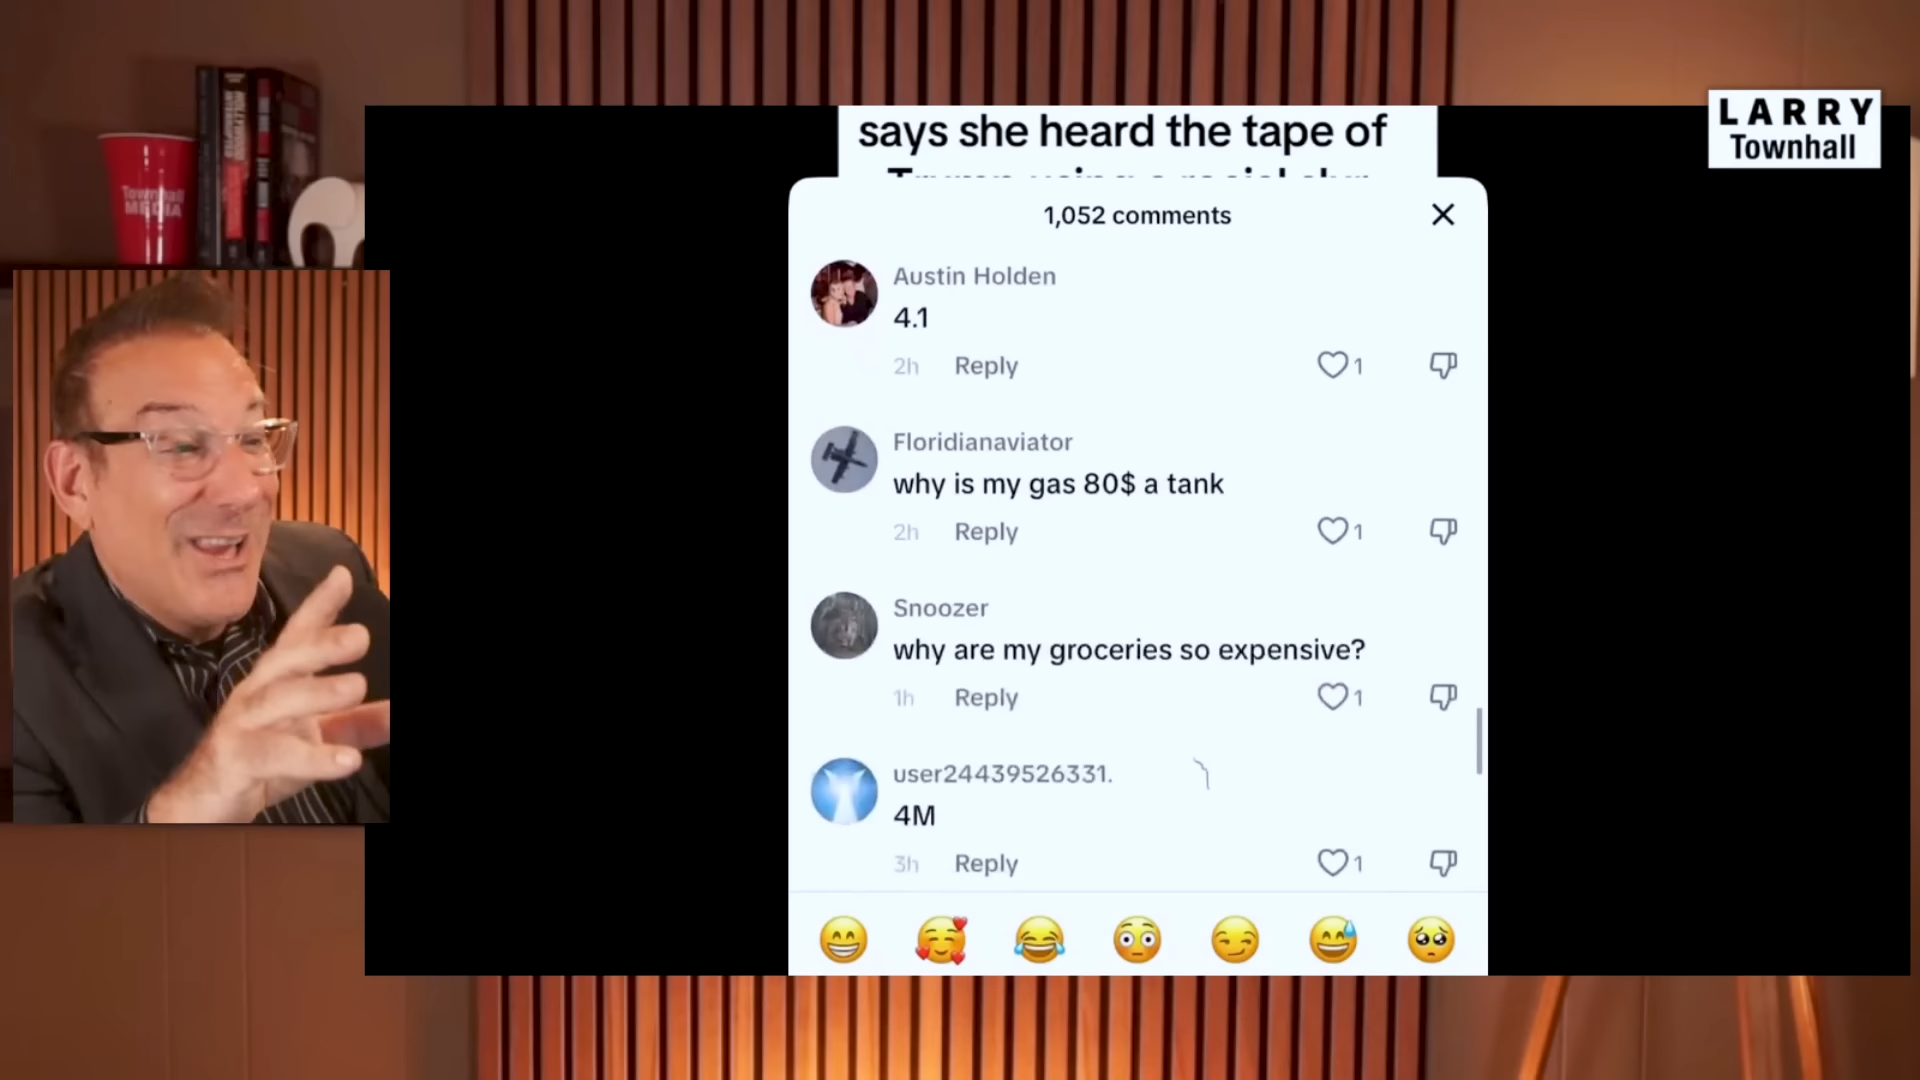 LARRY
Townhall
says she heard the tape of
1,052 comments
Austin Holden
4.1
2h Reply 1
Floridianaviator
why is my gas 80$ a tank
2h Reply 1
Snoozer
why are my groceries so expensive?
1h Reply 1
user24439526331.
4M
3h Reply 1
Townhall
MEDIA